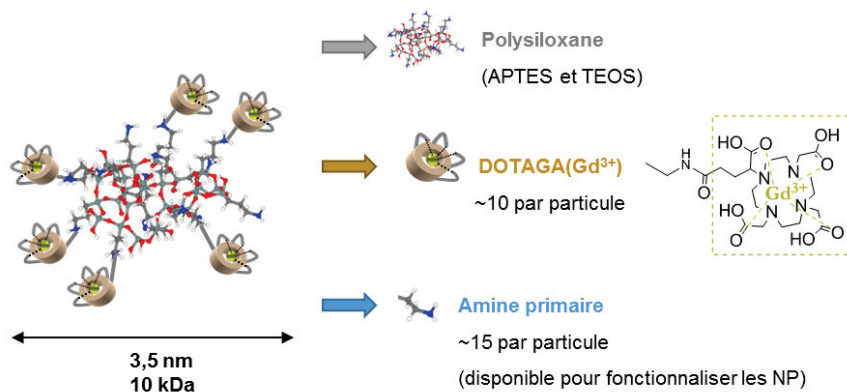 Polysiloxane
(APTES et TEOS)
DOTAGA(Gd³⁺)
~10 par particule
Amine primaire
~15 par particule
(disponible pour fonctionnaliser les NP)
3,5 nm
10 kDa
HO
O
OH
O
H
N
O
N
N
Gd³⁺
N
N
HO
O
HO
O